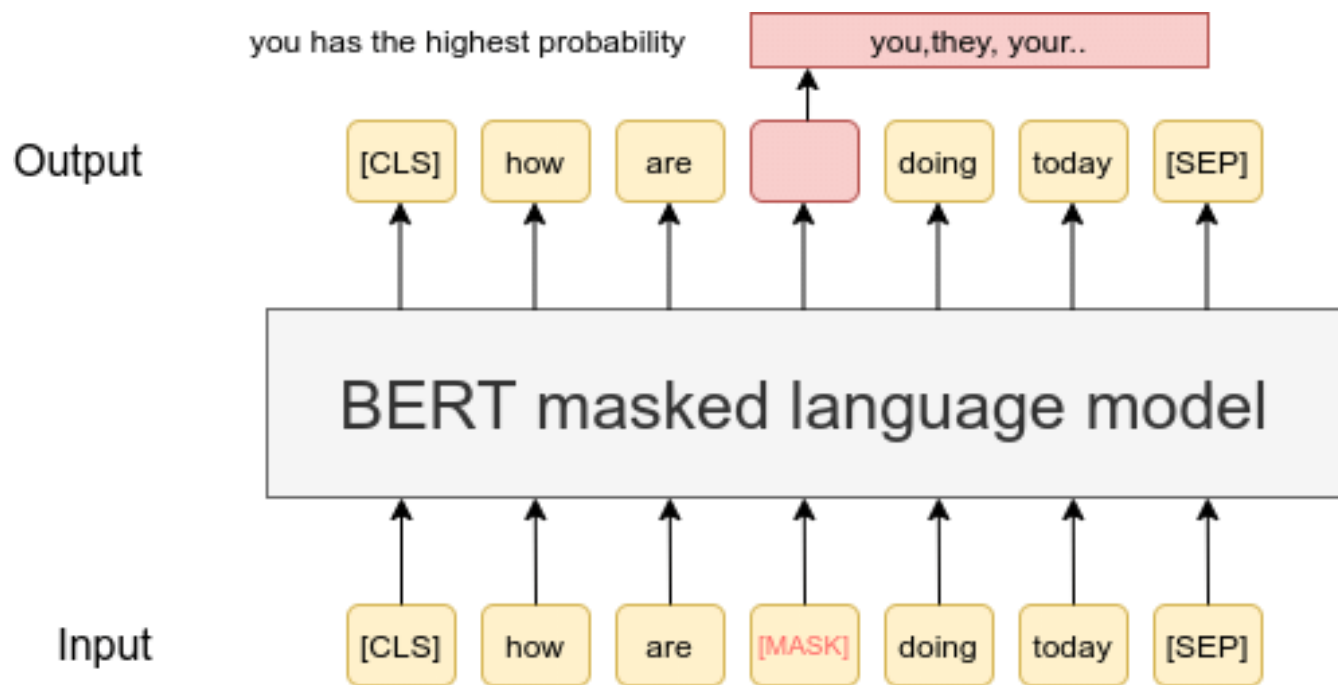 you has the highest probability you,they, your..
Output [CLS] how are doing today [SEP]
BERT masked language model
Input [CLS] how are [MASK] doing today [SEP]